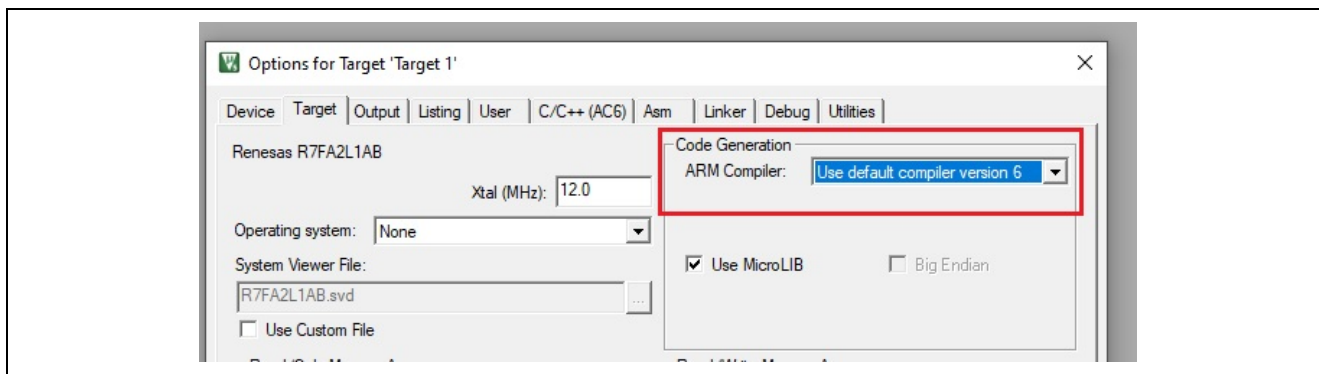 Options for Target 'Target 1'
Device Target Output Listing User C/C++ (AC6) Asm Linker Debug Utilities
Renesas R7FA2L1AB
Xtal (MHz): 12.0
Operating system: None
System Viewer File:
R7FA2L1AB.svd ...
Use Custom File
Code Generation
ARM Compiler: Use default compiler version 6
Use MicroLIB Big Endian